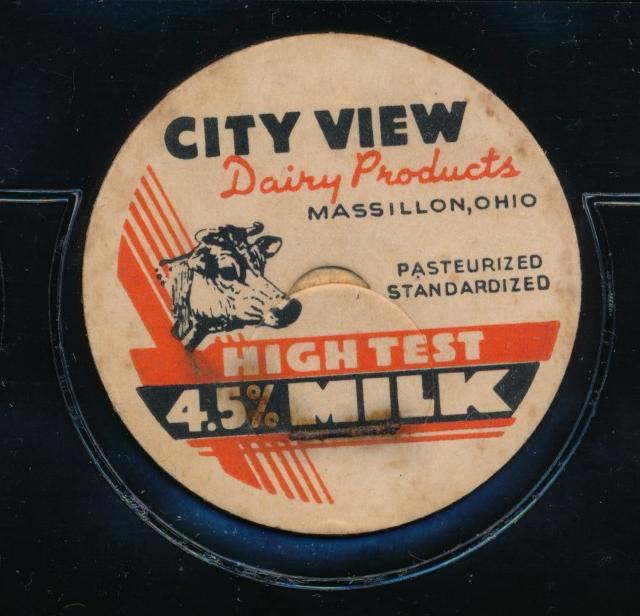 CITY VIEW
Dairy Products
MASSILLON, OHIO
PASTEURIZED
STANDARDIZED
HIGH TEST
4.5% MILK